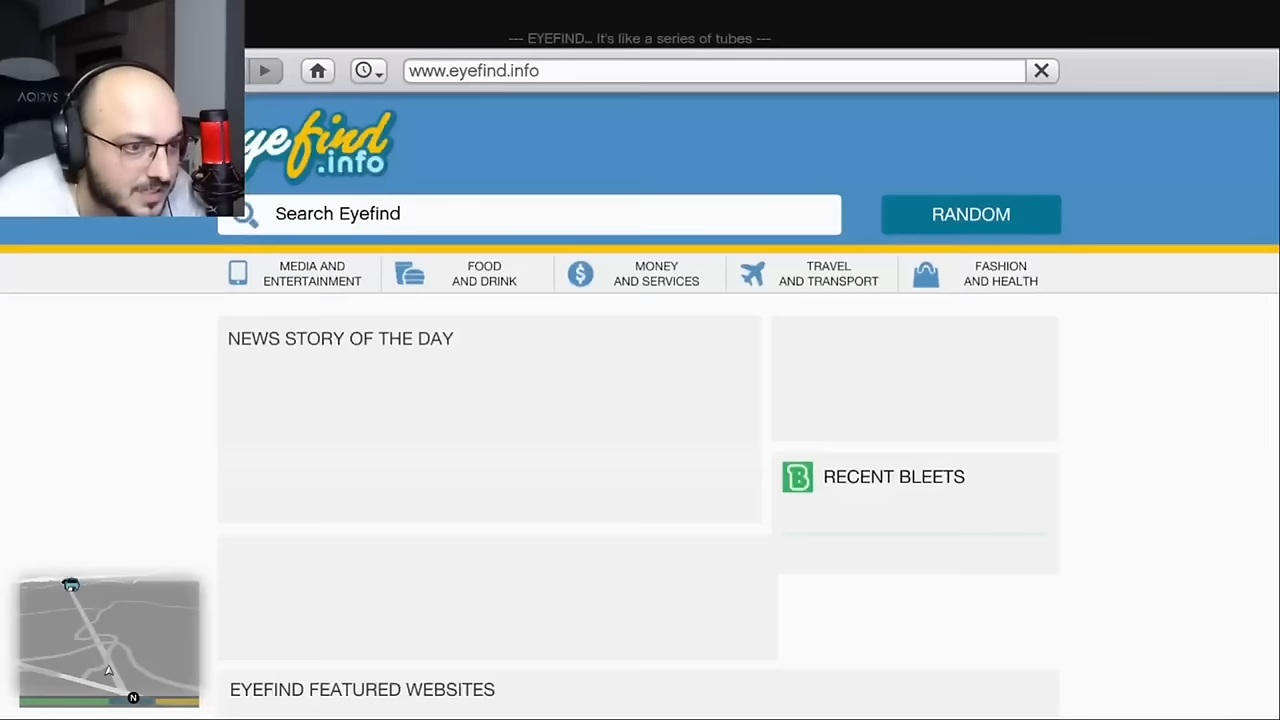 --- EYEFIND... It's like a series of tubes ---
www.eyefind.info
AQIRYS
eyefind
.info
Search Eyefind
RANDOM
MEDIA AND
ENTERTAINMENT
FOOD
AND DRINK
MONEY
AND SERVICES
TRAVEL
AND TRANSPORT
FASHION
AND HEALTH
NEWS STORY OF THE DAY
B RECENT BLEETS
N
EYEFIND FEATURED WEBSITES